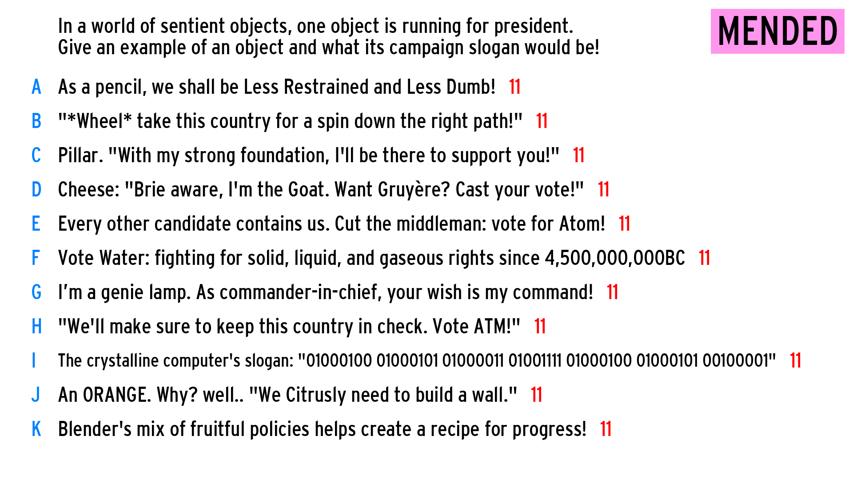 In a world of sentient objects, one object is running for president.
Give an example of an object and what its campaign slogan would be!
MENDED
A As a pencil, we shall be Less Restrained and Less Dumb! 11
B "*Wheel* take this country for a spin down the right path!" 11
C Pillar. "With my strong foundation, I'll be there to support you!" 11
D Cheese: "Brie aware, I'm the Goat. Want Gruyère? Cast your vote!" 11
E Every other candidate contains us. Cut the middleman: vote for Atom! 11
F Vote Water: fighting for solid, liquid, and gaseous rights since 4,500,000,000BC 11
G I’m a genie lamp. As commander-in-chief, your wish is my command! 11
H "We'll make sure to keep this country in check. Vote ATM!" 11
I The crystalline computer's slogan: "01000100 01000101 01000011 01001111 01000100 01000101 00100001" 11
J An ORANGE. Why? well.. "We Citrusly need to build a wall." 11
K Blender's mix of fruitful policies helps create a recipe for progress! 11